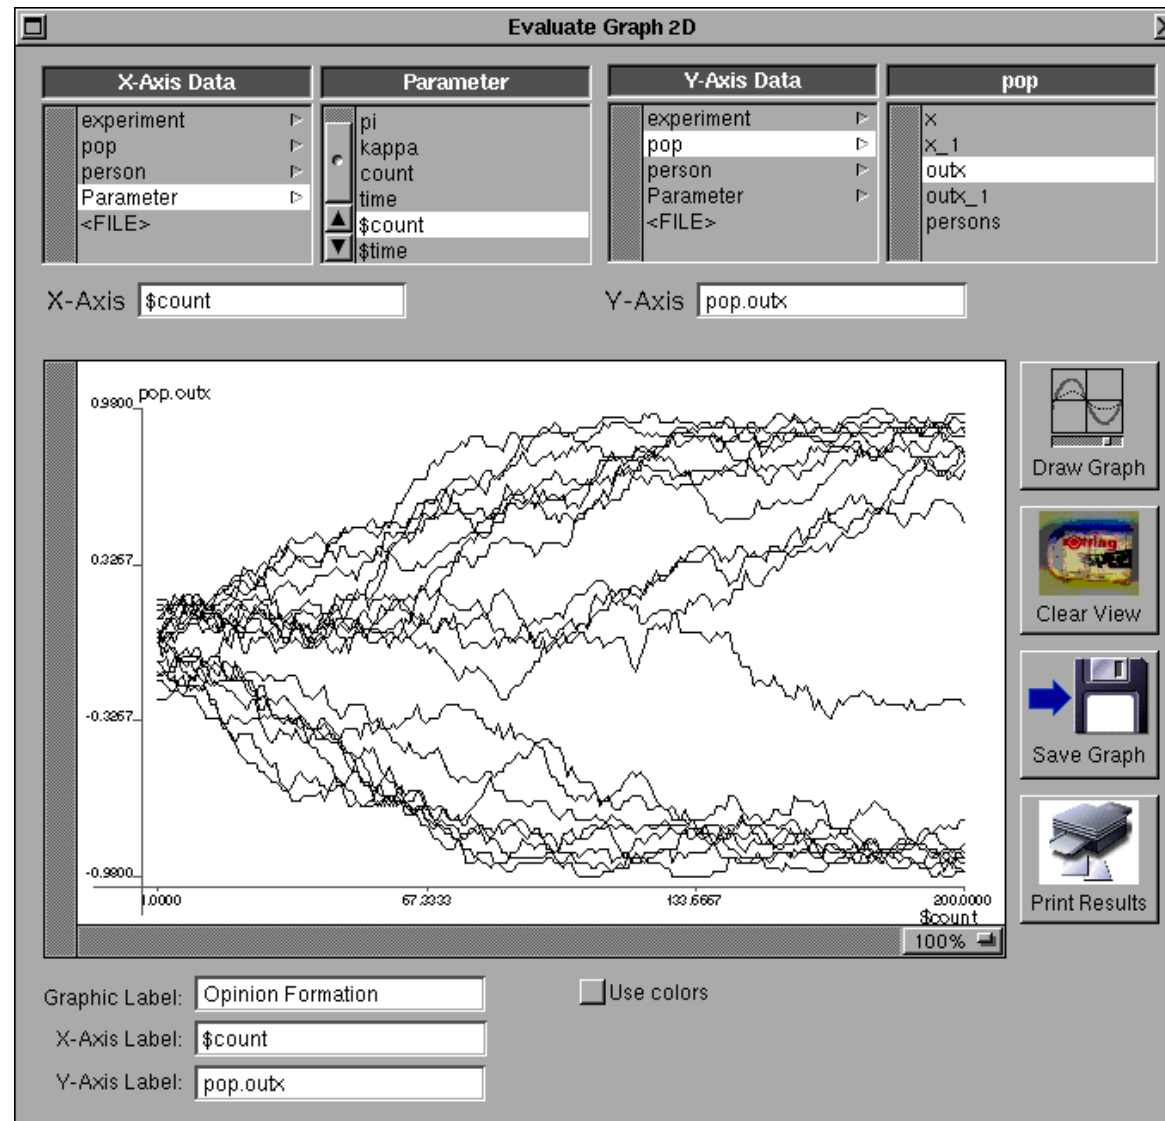 Evaluate Graph 2D
X-Axis Data
experiment
pop
person
Parameter
<FILE>
Parameter
pi
kappa
count
time
$count
$time
Y-Axis Data
experiment
pop
person
Parameter
<FILE>
pop
x
x_1
outx
outx_1
persons
X-Axis $count
Y-Axis pop.outx
pop.outx
0.9800
0.3267
-0.3267
-0.9800
1.0000 67.3333 133.6667 200.0000
$count
100%
Draw Graph
Clear View
Save Graph
Print Results
Graphic Label: Opinion Formation
Use colors
X-Axis Label: $count
Y-Axis Label: pop.outx